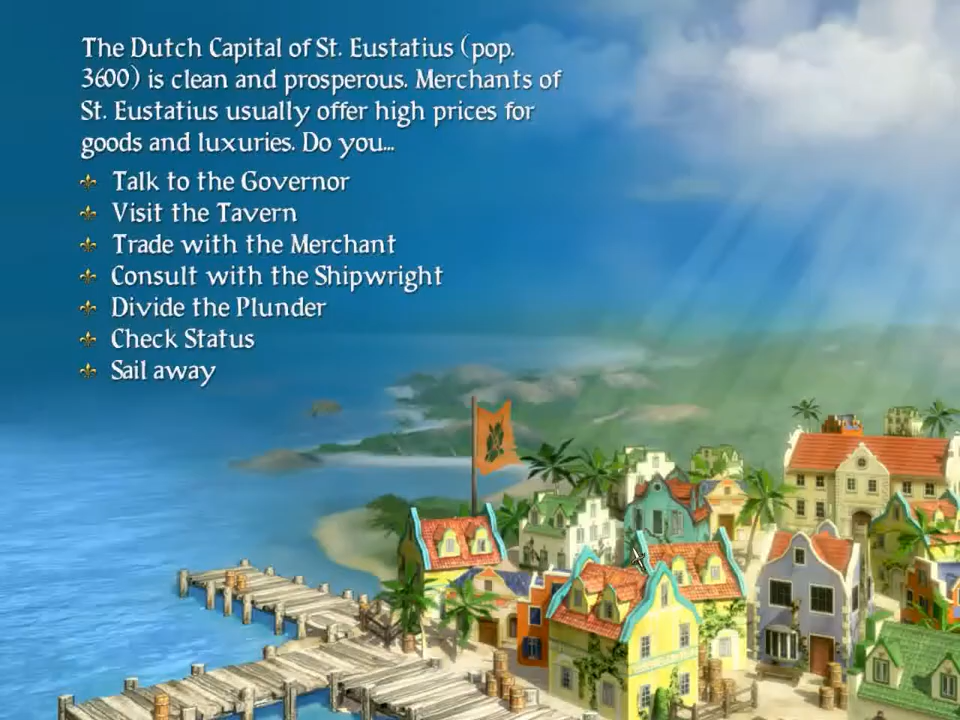 The Dutch Capital of St. Eustatius (pop.
3600) is clean and prosperous. Merchants of
St. Eustatius usually offer high prices for
goods and luxuries. Do you...
Talk to the Governor
Visit the Tavern
Trade with the Merchant
Consult with the Shipwright
Divide the Plunder
Check Status
Sail away